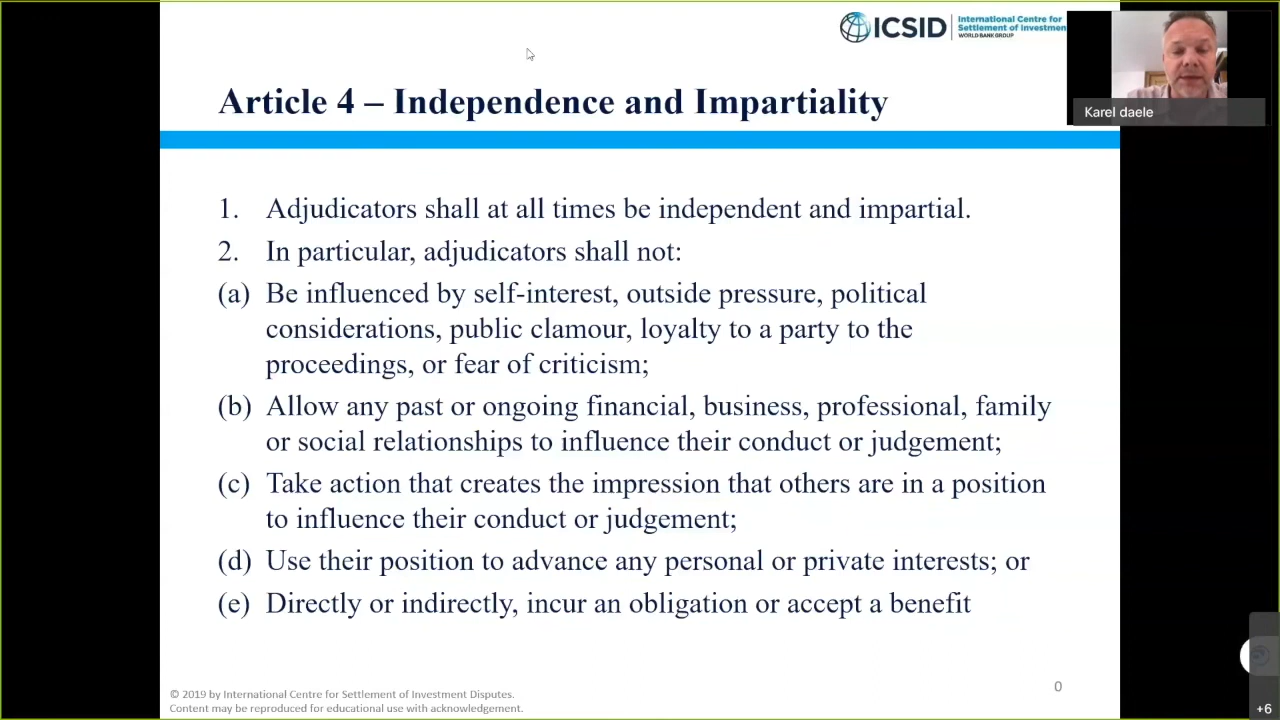 ICSID
International Centre for
Settlement of Investmen
WORLD BANK GROUP
Karel daele
Article 4 – Independence and Impartiality
1. Adjudicators shall at all times be independent and impartial.
2. In particular, adjudicators shall not:
(a) Be influenced by self-interest, outside pressure, political
considerations, public clamour, loyalty to a party to the
proceedings, or fear of criticism;
(b) Allow any past or ongoing financial, business, professional, family
or social relationships to influence their conduct or judgement;
(c) Take action that creates the impression that others are in a position
to influence their conduct or judgement;
(d) Use their position to advance any personal or private interests; or
(e) Directly or indirectly, incur an obligation or accept a benefit
© 2019 by International Centre for Settlement of Investment Disputes.
Content may be reproduced for educational use with acknowledgement.
0
+6